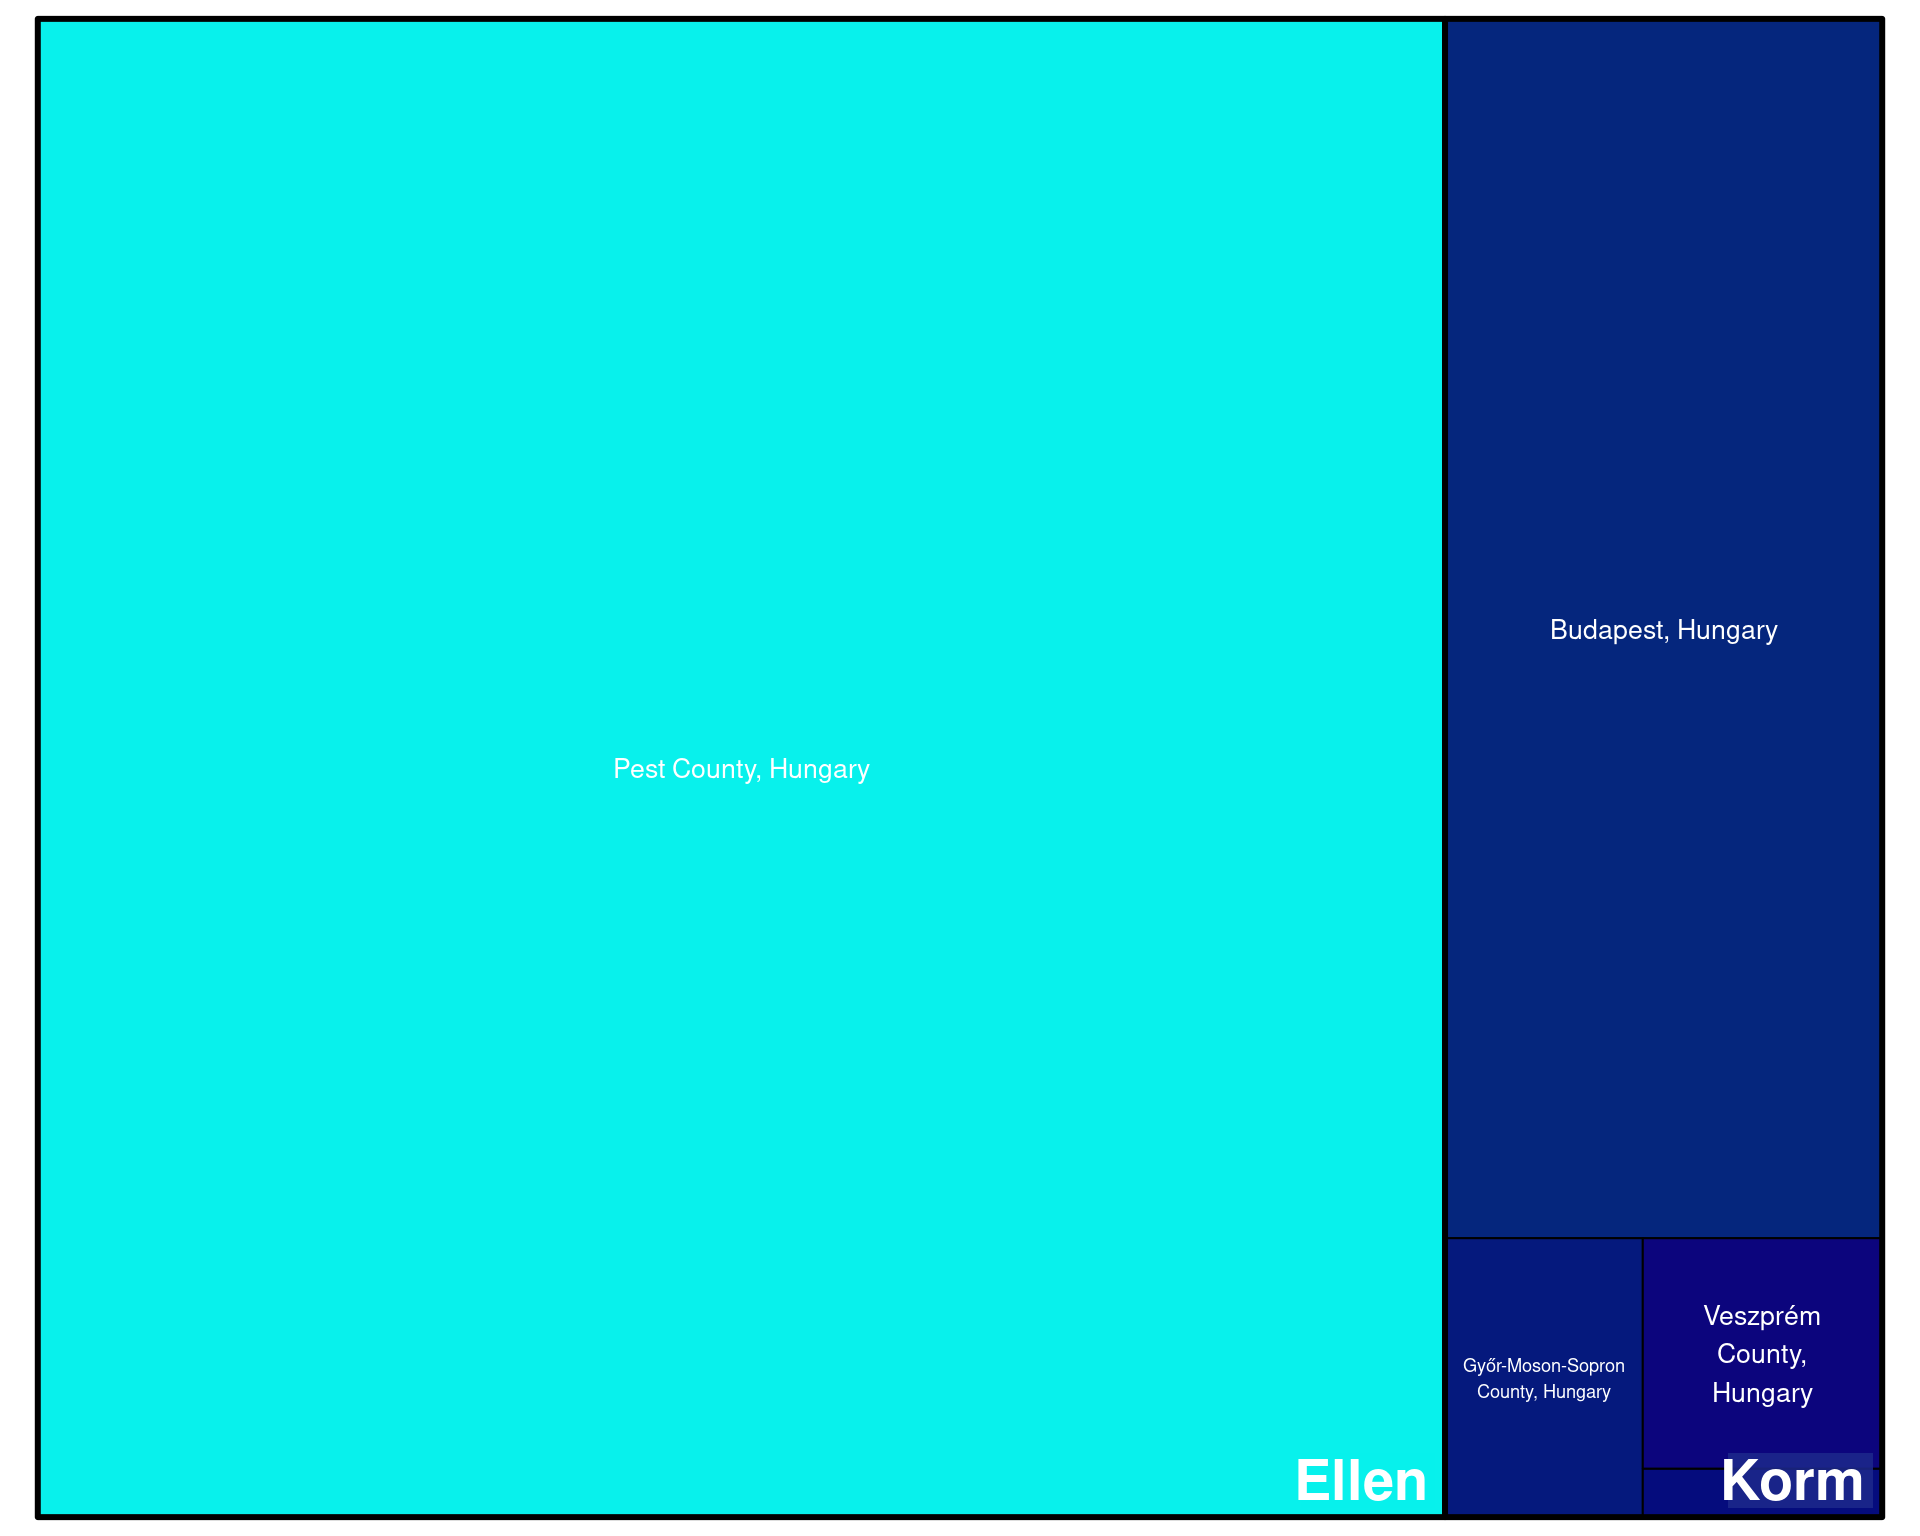 Budapest, Hungary
Pest County, Hungary
Veszprém
County,
Hungary
Győr-Moson-Sopron
County, Hungary
Ellen
Korm